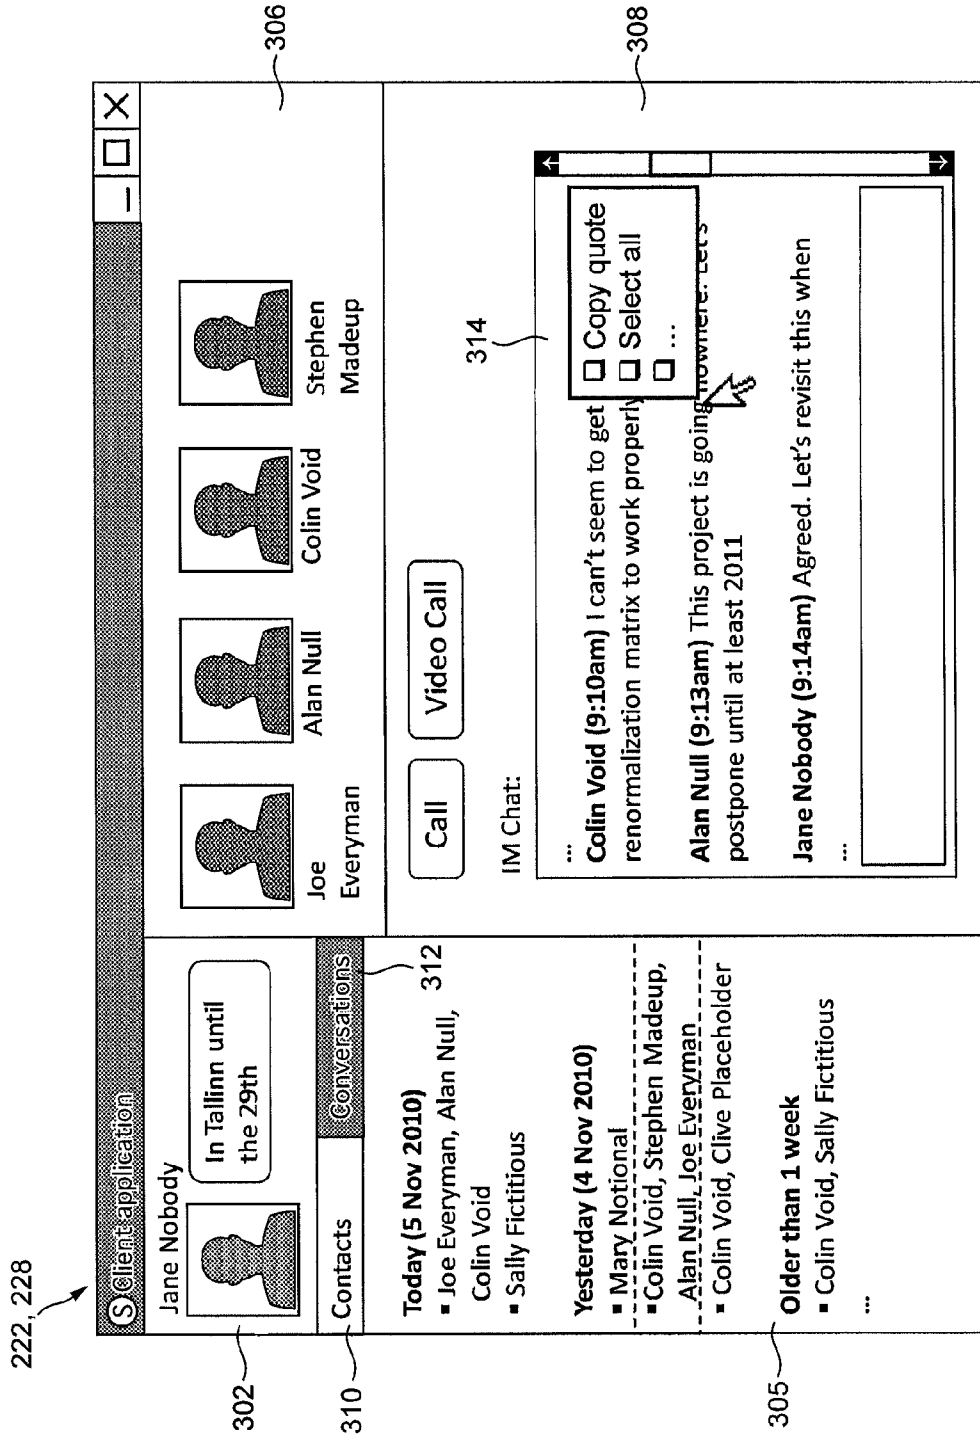 222, 228
Ⓢ Client application
Jane Nobody
In Tallinn until
the 29th
302
Contacts
Conversations
310
312
Today (5 Nov 2010)
▪ Joe Everyman, Alan Null,
Colin Void
▪ Sally Fictitious
Yesterday (4 Nov 2010)
▪ Mary Notional
▪ Colin Void, Stephen Madeup,
Alan Null, Joe Everyman
▪ Colin Void, Clive Placeholder
Older than 1 week
▪ Colin Void, Sally Fictitious
...
305
306
Joe
Everyman
Alan Null
Colin Void
Stephen
Madeup
308
Call
Video Call
IM Chat:
314
...
Colin Void (9:10am) I can't seem to get
renormalization matrix to work properly
Alan Null (9:13am) This project is going nowhere. Let's
postpone until at least 2011
Jane Nobody (9:14am) Agreed. Let's revisit this when
...
❑ Copy quote
❑ Select all
❑ ...